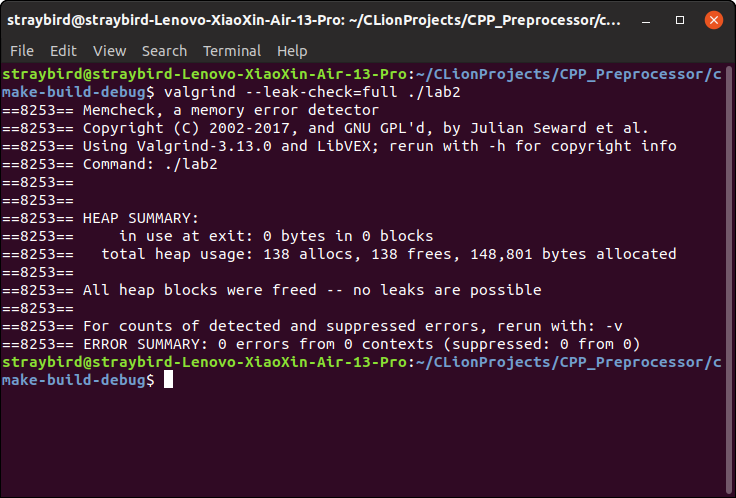 straybird@straybird-Lenovo-XiaoXin-Air-13-Pro: ~/CLionProjects/CPP_Preprocessor/c...
File Edit View Search Terminal Help
straybird@straybird-Lenovo-XiaoXin-Air-13-Pro:~/CLionProjects/CPP_Preprocessor/c
make-build-debug$ valgrind --leak-check=full ./lab2
==8253== Memcheck, a memory error detector
==8253== Copyright (C) 2002-2017, and GNU GPL'd, by Julian Seward et al.
==8253== Using Valgrind-3.13.0 and LibVEX; rerun with -h for copyright info
==8253== Command: ./lab2
==8253==
==8253==
==8253== HEAP SUMMARY:
==8253==     in use at exit: 0 bytes in 0 blocks
==8253==   total heap usage: 138 allocs, 138 frees, 148,801 bytes allocated
==8253==
==8253== All heap blocks were freed -- no leaks are possible
==8253==
==8253== For counts of detected and suppressed errors, rerun with: -v
==8253== ERROR SUMMARY: 0 errors from 0 contexts (suppressed: 0 from 0)
straybird@straybird-Lenovo-XiaoXin-Air-13-Pro:~/CLionProjects/CPP_Preprocessor/c
make-build-debug$